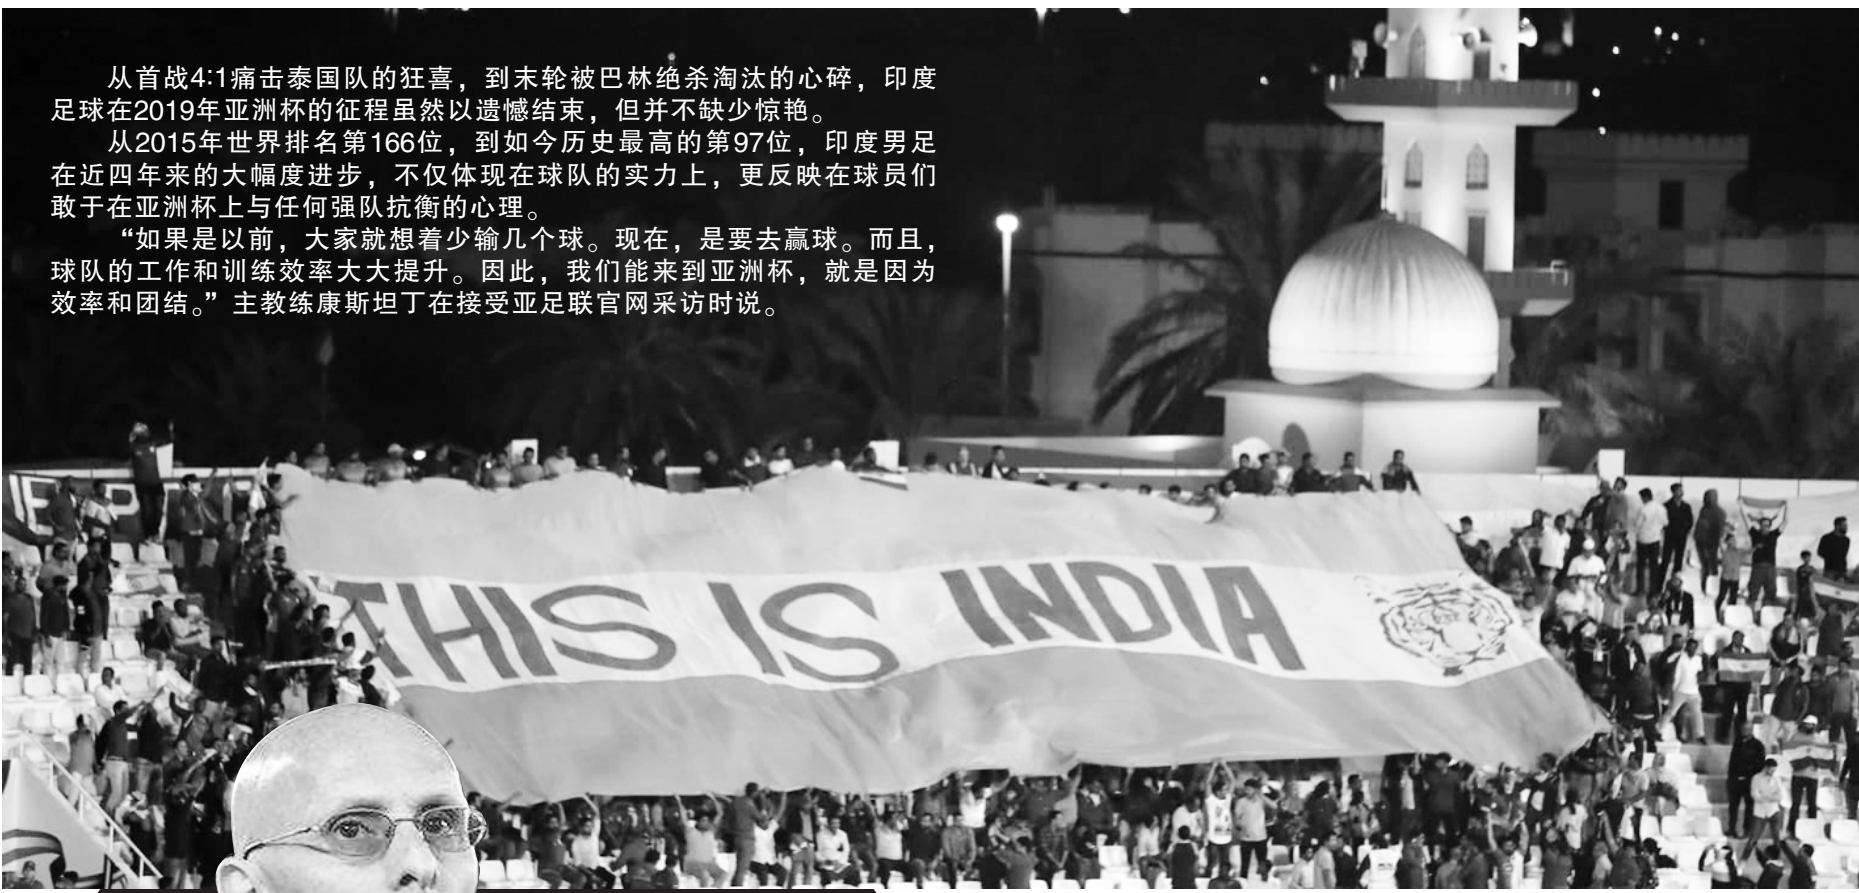 从首战4:1痛击泰国队的狂喜，到末轮被巴林绝杀淘汰的心碎，印度
足球在2019年亚洲杯的征程虽然以遗憾结束，但并不缺少惊艳。
从2015年世界排名第166位，到如今历史最高的第97位，印度男足
在近四年来的大幅度进步，不仅体现在球队的实力上，更反映在球员们
敢于在亚洲杯上与任何强队抗衡的心理。
“如果是以前，大家就想着少输几个球。现在，是要去赢球。而且，
球队的工作和训练效率大大提升。因此，我们能来到亚洲杯，就是因为
效率和团结。”主教练康斯坦丁在接受亚足联官网采访时说。
THIS IS INDIA